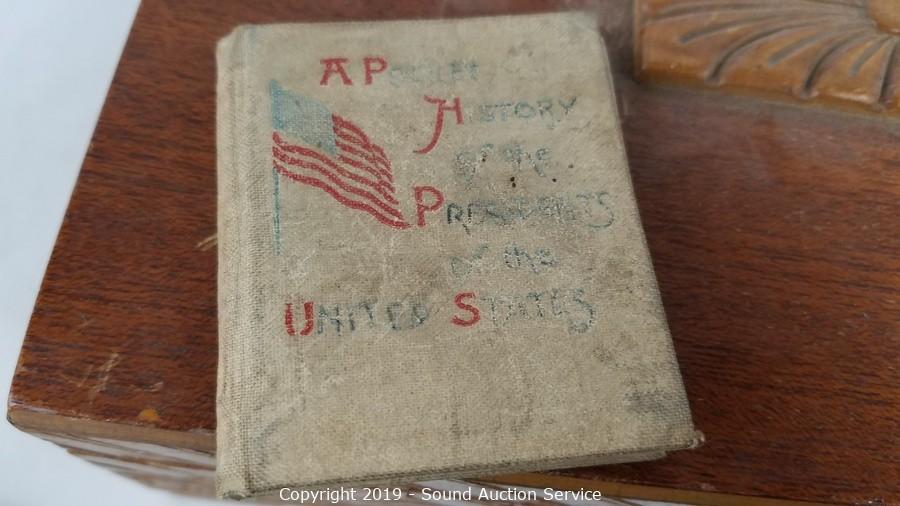 A POCKET
HISTORY
of the
PRESIDENTS
of the
UNITED STATES
Copyright 2019 - Sound Auction Service